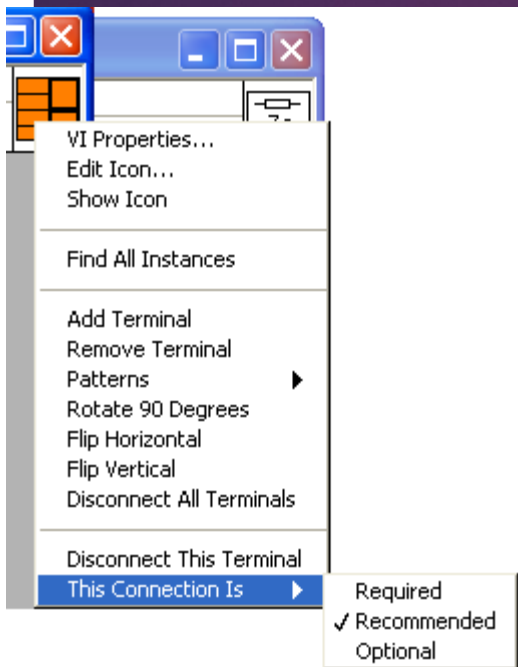 VI Properties...
Edit Icon...
Show Icon
Find All Instances
Add Terminal
Remove Terminal
Patterns
Rotate 90 Degrees
Flip Horizontal
Flip Vertical
Disconnect All Terminals
Disconnect This Terminal
This Connection Is
Required
Recommended
Optional